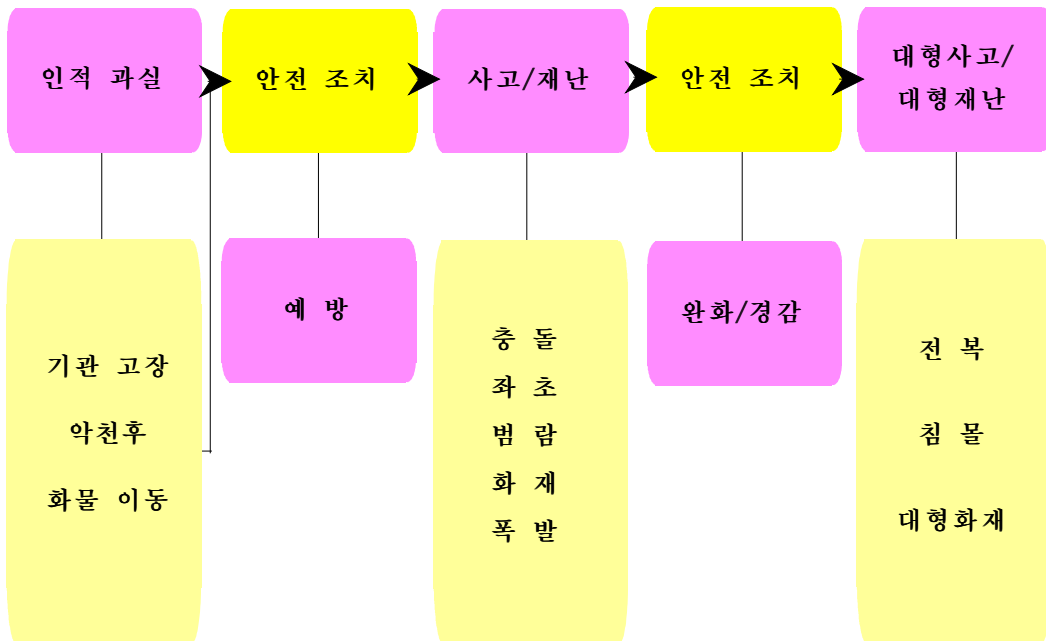 인적 과실
안전 조치
사고/재난
안전 조치
대형사고/
대형재난
기관 고장
악천후
화물 이동
예 방
충 돌
좌 초
범 람
화 재
폭 발
완화/경감
전 복
침 몰
대형화재